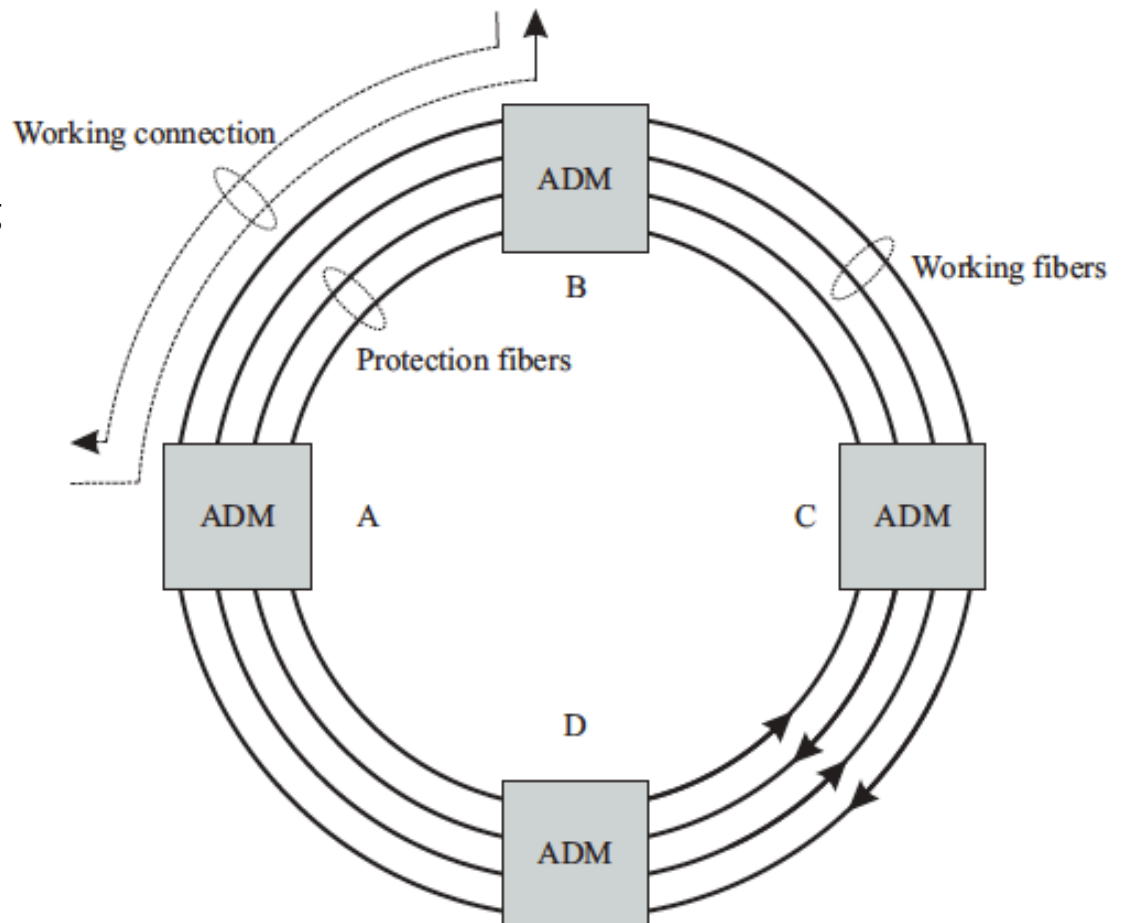 Working connection
ADM
B
Working fibers
Protection fibers
ADM
A
C
ADM
D
ADM